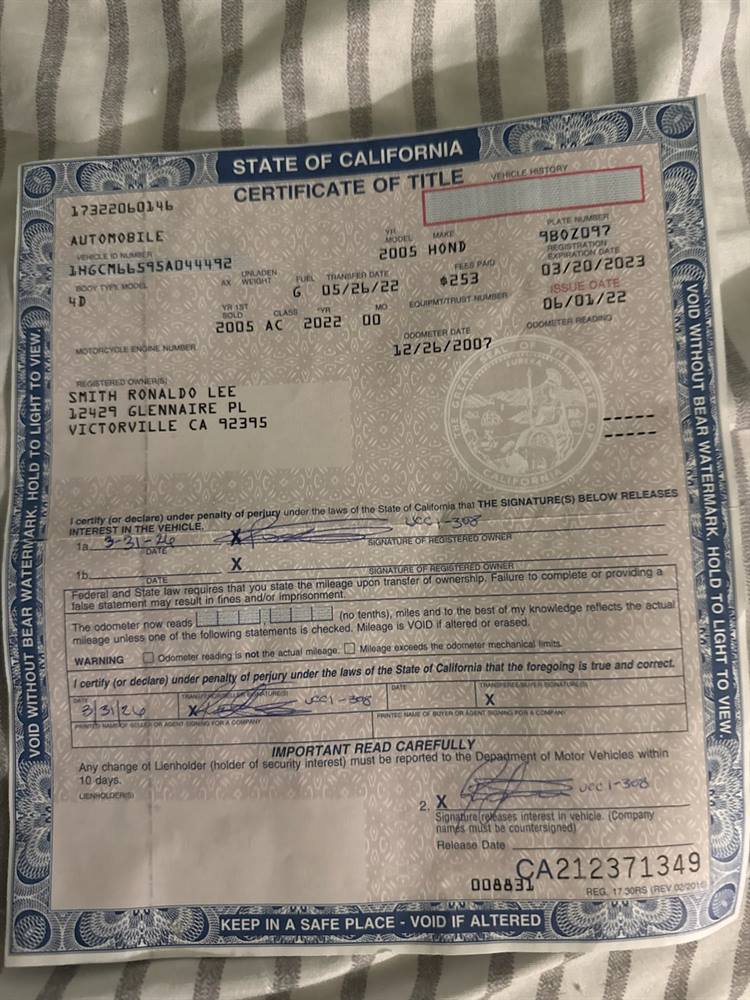 STATE OF CALIFORNIA
CERTIFICATE OF TITLE
VEHICLE HISTORY
17322060146
AUTOMOBILE
VEHICLE ID NUMBER
YR MODEL
MAKE
PLATE NUMBER
1HGCM66595A044492
2005 HOND
9BOZ097
BODY TYPE MODEL
AX
UNLADEN WEIGHT
FUEL
TRANSFER DATE
FEES PAID
REGISTRATION EXPIRATION DATE
4D
G
05/26/22
$253
03/20/2023
YR 1ST SOLD
CLASS
*YR
MO
EQUIPMT/TRUST NUMBER
ISSUE DATE
2005 AC 2022 00
06/01/22
MOTORCYCLE ENGINE NUMBER
ODOMETER DATE
ODOMETER READING
12/26/2007
REGISTERED OWNER(S)
SMITH RONALDO LEE
12429 GLENNAIRE PL
VICTORVILLE CA 92395
I certify (or declare) under penalty of perjury under the laws of the State of California that THE SIGNATURE(S) BELOW RELEASES
INTEREST IN THE VEHICLE.
1a. 3-31-26 X UCC 1-308
DATE SIGNATURE OF REGISTERED OWNER
1b. X
DATE SIGNATURE OF REGISTERED OWNER
Federal and State law requires that you state the mileage upon transfer of ownership. Failure to complete or providing a
false statement may result in fines and/or imprisonment.
The odometer now reads (no tenths), miles and to the best of my knowledge reflects the actual
mileage unless one of the following statements is checked. Mileage is VOID if altered or erased.
WARNING Odometer reading is not the actual mileage. Mileage exceeds the odometer mechanical limits.
I certify (or declare) under penalty of perjury under the laws of the State of California that the foregoing is true and correct.
DATE TRANSFEROR/SELLER SIGNATURE(S) DATE TRANSFEREE/BUYER SIGNATURE(S)
3/31/26 X UCC 1-308 X
PRINTED NAME OF SELLER OR AGENT SIGNING FOR A COMPANY PRINTED NAME OF BUYER OR AGENT SIGNING FOR A COMPANY
IMPORTANT READ CAREFULLY
Any change of Lienholder (holder of security interest) must be reported to the Department of Motor Vehicles within
10 days.
LIENHOLDER(S)
2. X UCC 1-308
Signature releases interest in vehicle. (Company
names must be countersigned)
Release Date
CA212371349
008831
REG. 17.30RS (REV 02/2016)
KEEP IN A SAFE PLACE - VOID IF ALTERED
VOID WITHOUT BEAR WATERMARK. HOLD TO LIGHT TO VIEW.
VOID WITHOUT BEAR WATERMARK. HOLD TO LIGHT TO VIEW.